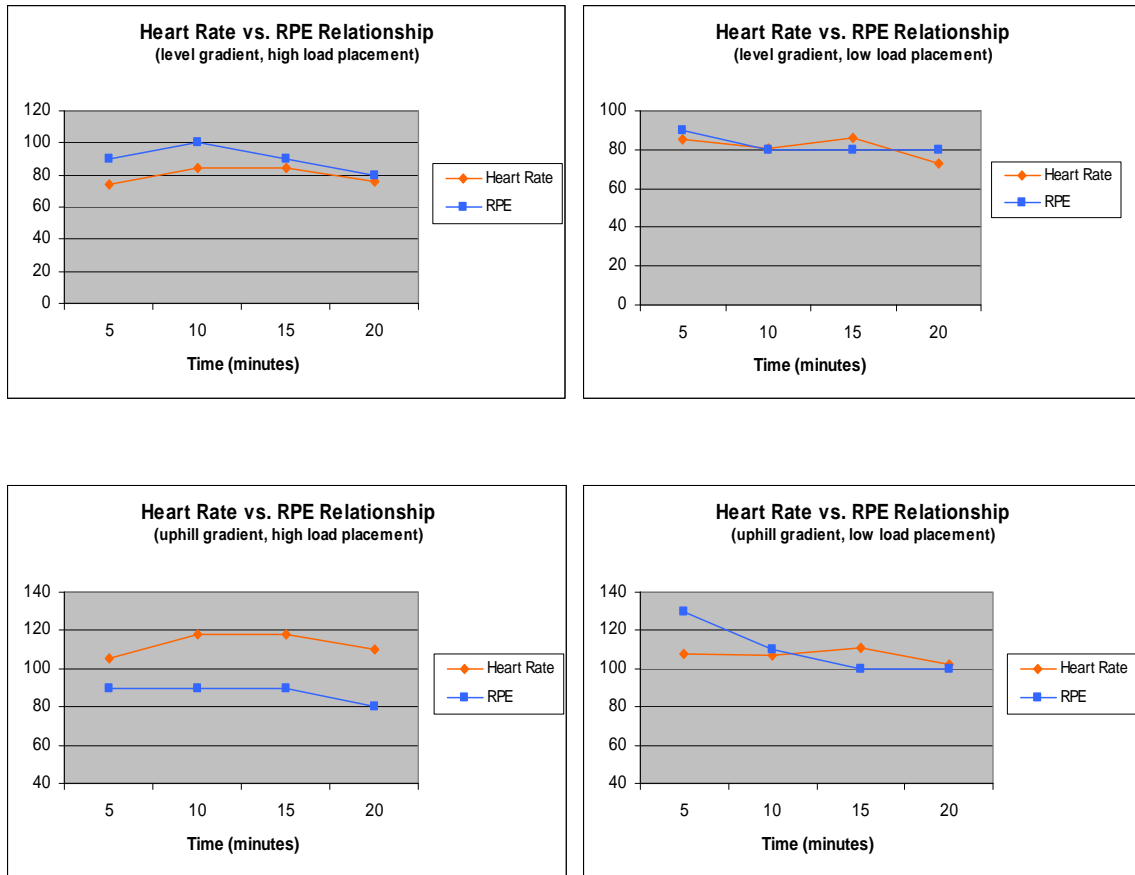 Heart Rate vs. RPE Relationship
(level gradient, high load placement)
120
100
80
60
40
20
0
5 10 15 20
Time (minutes)
Heart Rate
RPE
Heart Rate vs. RPE Relationship
(level gradient, low load placement)
100
80
60
40
20
0
5 10 15 20
Time (minutes)
Heart Rate
RPE
Heart Rate vs. RPE Relationship
(uphill gradient, high load placement)
140
120
100
80
60
40
5 10 15 20
Time (minutes)
Heart Rate
RPE
Heart Rate vs. RPE Relationship
(uphill gradient, low load placement)
140
120
100
80
60
40
5 10 15 20
Time (minutes)
Heart Rate
RPE